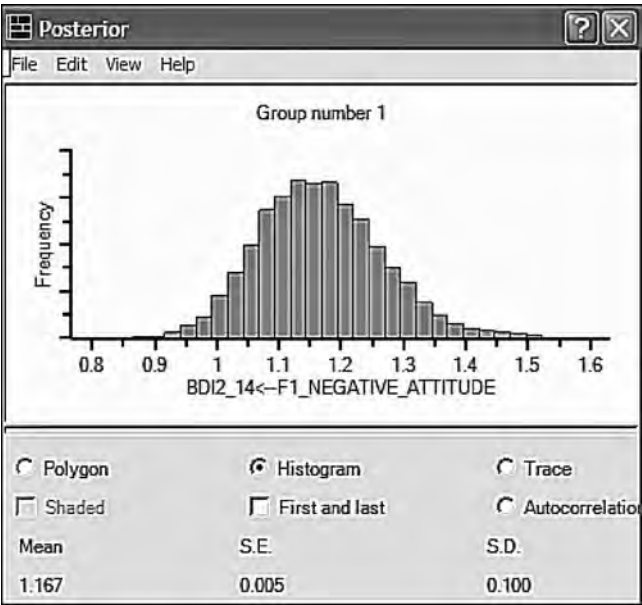 Posterior
File Edit View Help
Group number 1
Frequency
0.8 0.9 1 1.1 1.2 1.3 1.4 1.5 1.6
BDI2_14<--F1_NEGATIVE_ATTITUDE
Polygon Histogram Trace
Shaded First and last Autocorrelatio
Mean S.E. S.D.
1.167 0.005 0.100